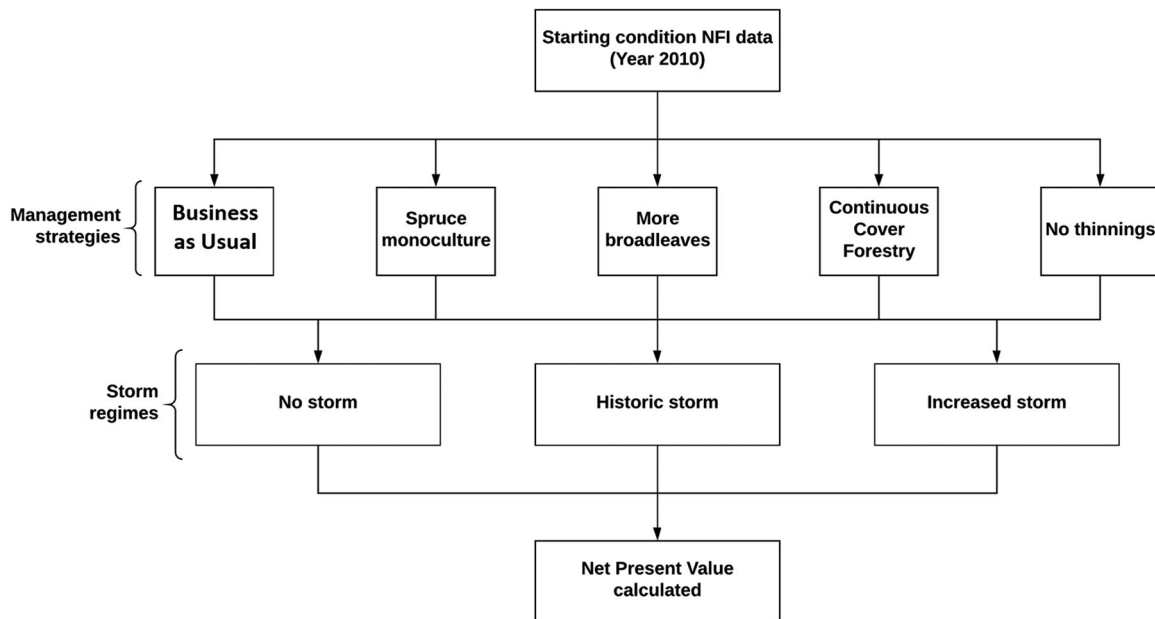 Starting condition NFI data
(Year 2010)
Management
strategies
Business
as Usual
Spruce
monoculture
More
broadleaves
Continuous
Cover
Forestry
No thinnings
Storm
regimes
No storm
Historic storm
Increased storm
Net Present Value
calculated